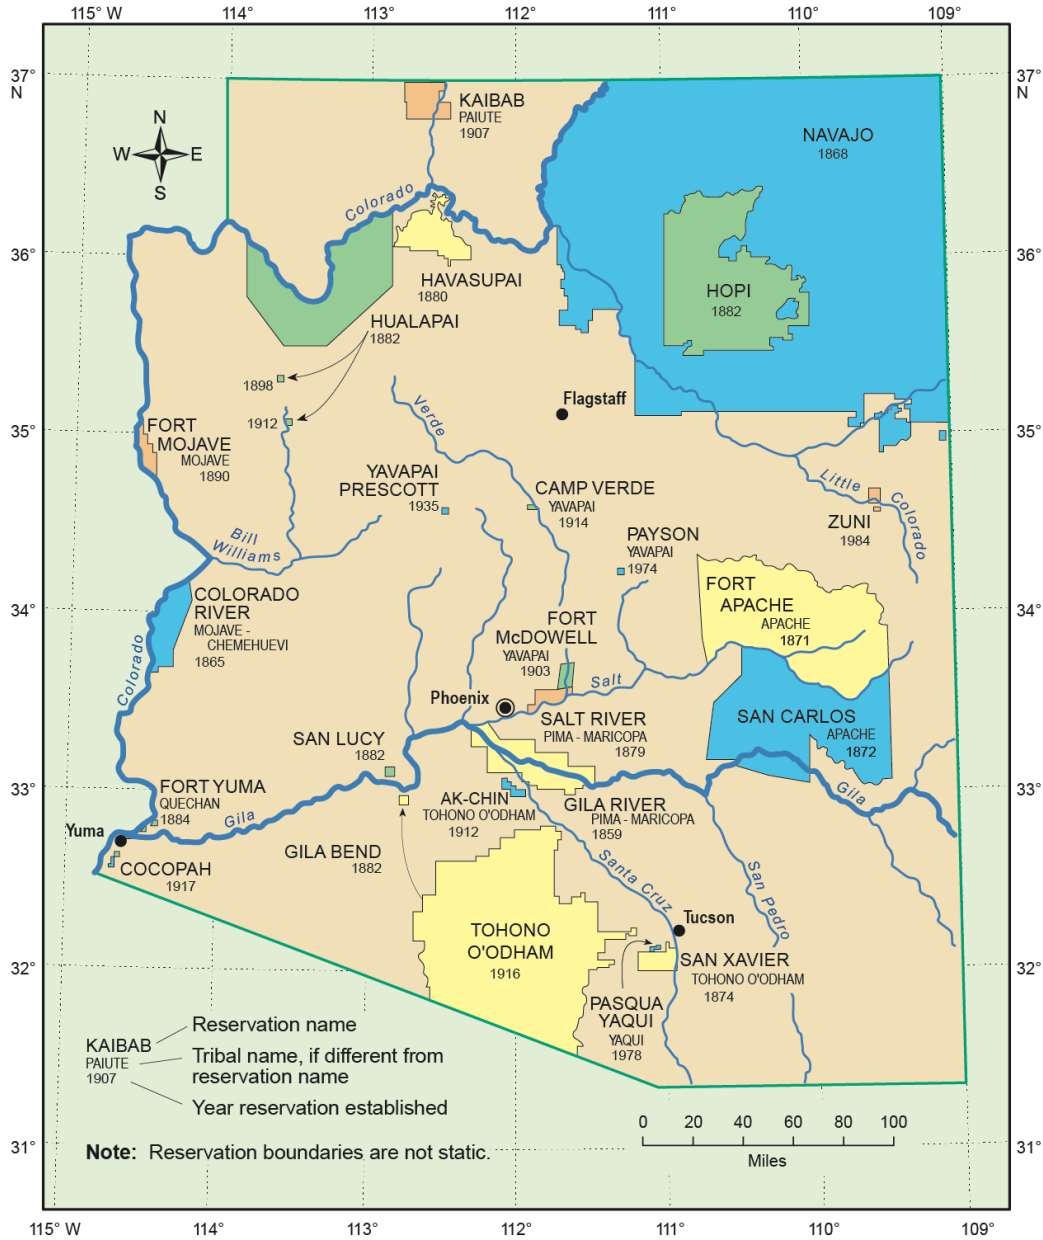 115° W
114°
113°
112°
111°
110°
109°
37°
N
37°
N
KAIBAB
PAIUTE
1907
NAVAJO
1868
N
W
E
S
Colorado
36°
36°
HAVASUPAI
1880
HOPI
1882
HUALAPAI
1882
1898
1912
Flagstaff
Verde
35°
35°
FORT
MOJAVE
MOJAVE
1890
YAVAPAI
PRESCOTT
1935
CAMP VERDE
YAVAPAI
1914
Little
Colorado
ZUNI
1984
PAYSON
YAVAPAI
1974
Bill
Williams
34°
34°
COLORADO
RIVER
MOJAVE -
CHEMEHUEVI
1865
FORT
APACHE
APACHE
1871
FORT
McDOWELL
YAVAPAI
1903
Colorado
Salt
Phoenix
SALT RIVER
PIMA - MARICOPA
1879
SAN CARLOS
APACHE
1872
SAN LUCY
1882
33°
33°
FORT YUMA
QUECHAN
1884
Gila
Gila
AK-CHIN
TOHONO O'ODHAM
1912
GILA RIVER
PIMA - MARICOPA
1859
Yuma
COCOPAH
1917
GILA BEND
1882
Santa Cruz
San Pedro
Tucson
TOHONO
O'ODHAM
1916
32°
32°
SAN XAVIER
TOHONO O'ODHAM
1874
PASQUA
YAQUI
YAQUI
1978
KAIBAB
PAIUTE
1907
Reservation name
Tribal name, if different from
reservation name
Year reservation established
0 20 40 60 80 100
Miles
31°
31°
Note: Reservation boundaries are not static.
115° W
114°
113°
112°
111°
110°
109°